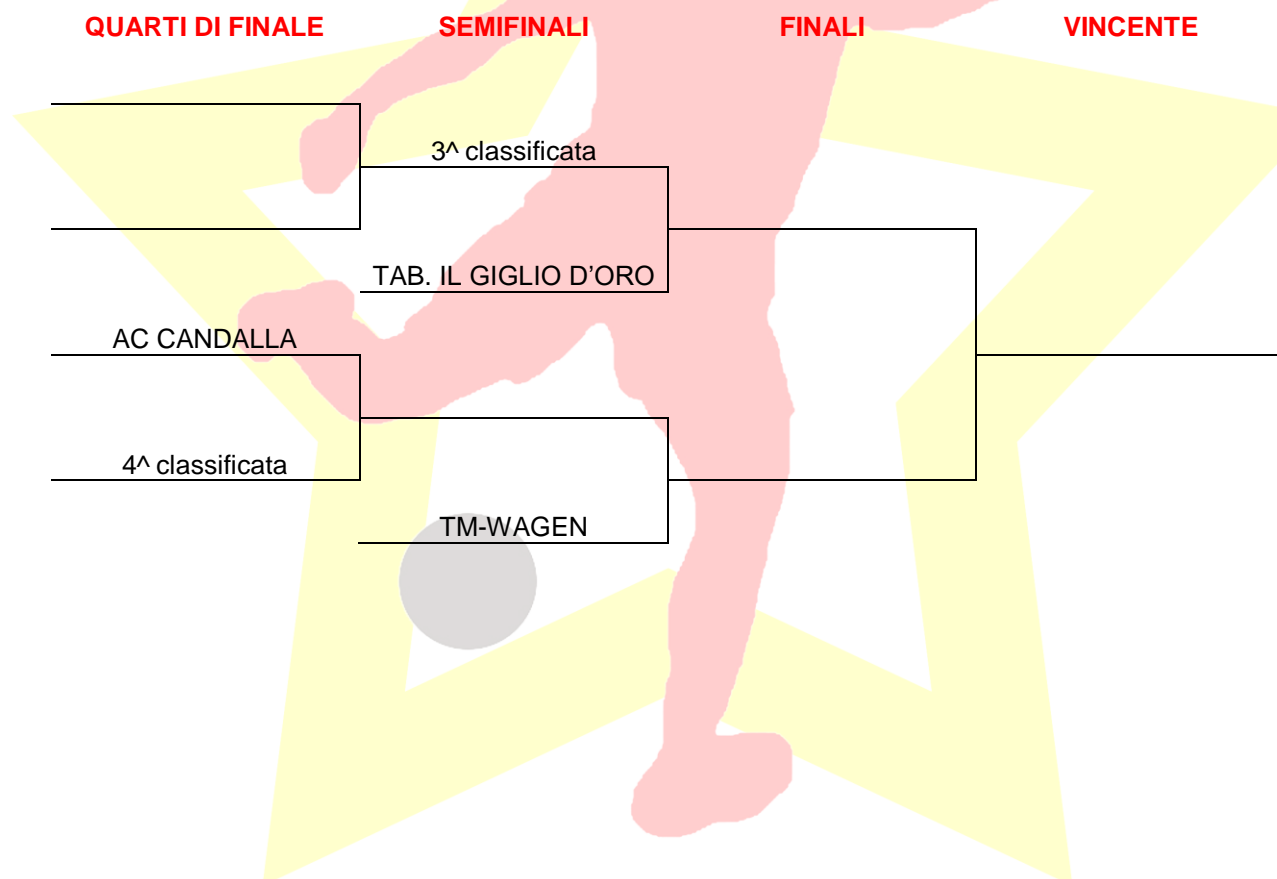 QUARTI DI FINALE SEMIFINALI FINALI VINCENTE
3^ classificata
TAB. IL GIGLIO D’ORO
AC CANDALLA
4^ classificata
TM-WAGEN